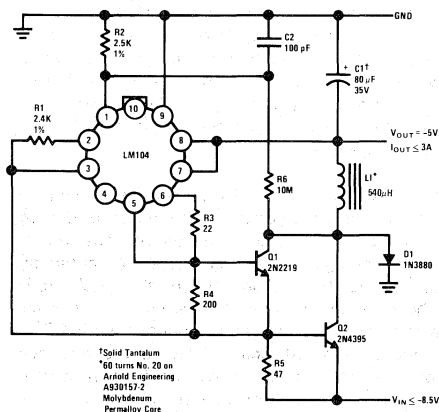 GND
R2
2.5K
1%
C2
100 pF
C1†
+
80 µF
35V
R1
2.4K
1%
1
10
9
2
8
LM104
3
7
4
5
6
VOUT = −5V
IOUT ≤ 3A
R6
10M
L1*
540µH
R3
22
Q1
2N2219
D1
1N3880
R4
200
Q2
2N4395
R5
47
†Solid Tantalum
*60 turns No. 20 on
Arnold Engineering
A930157-2
Molybdenum
Permalloy Core
VIN ≤ −8.5V